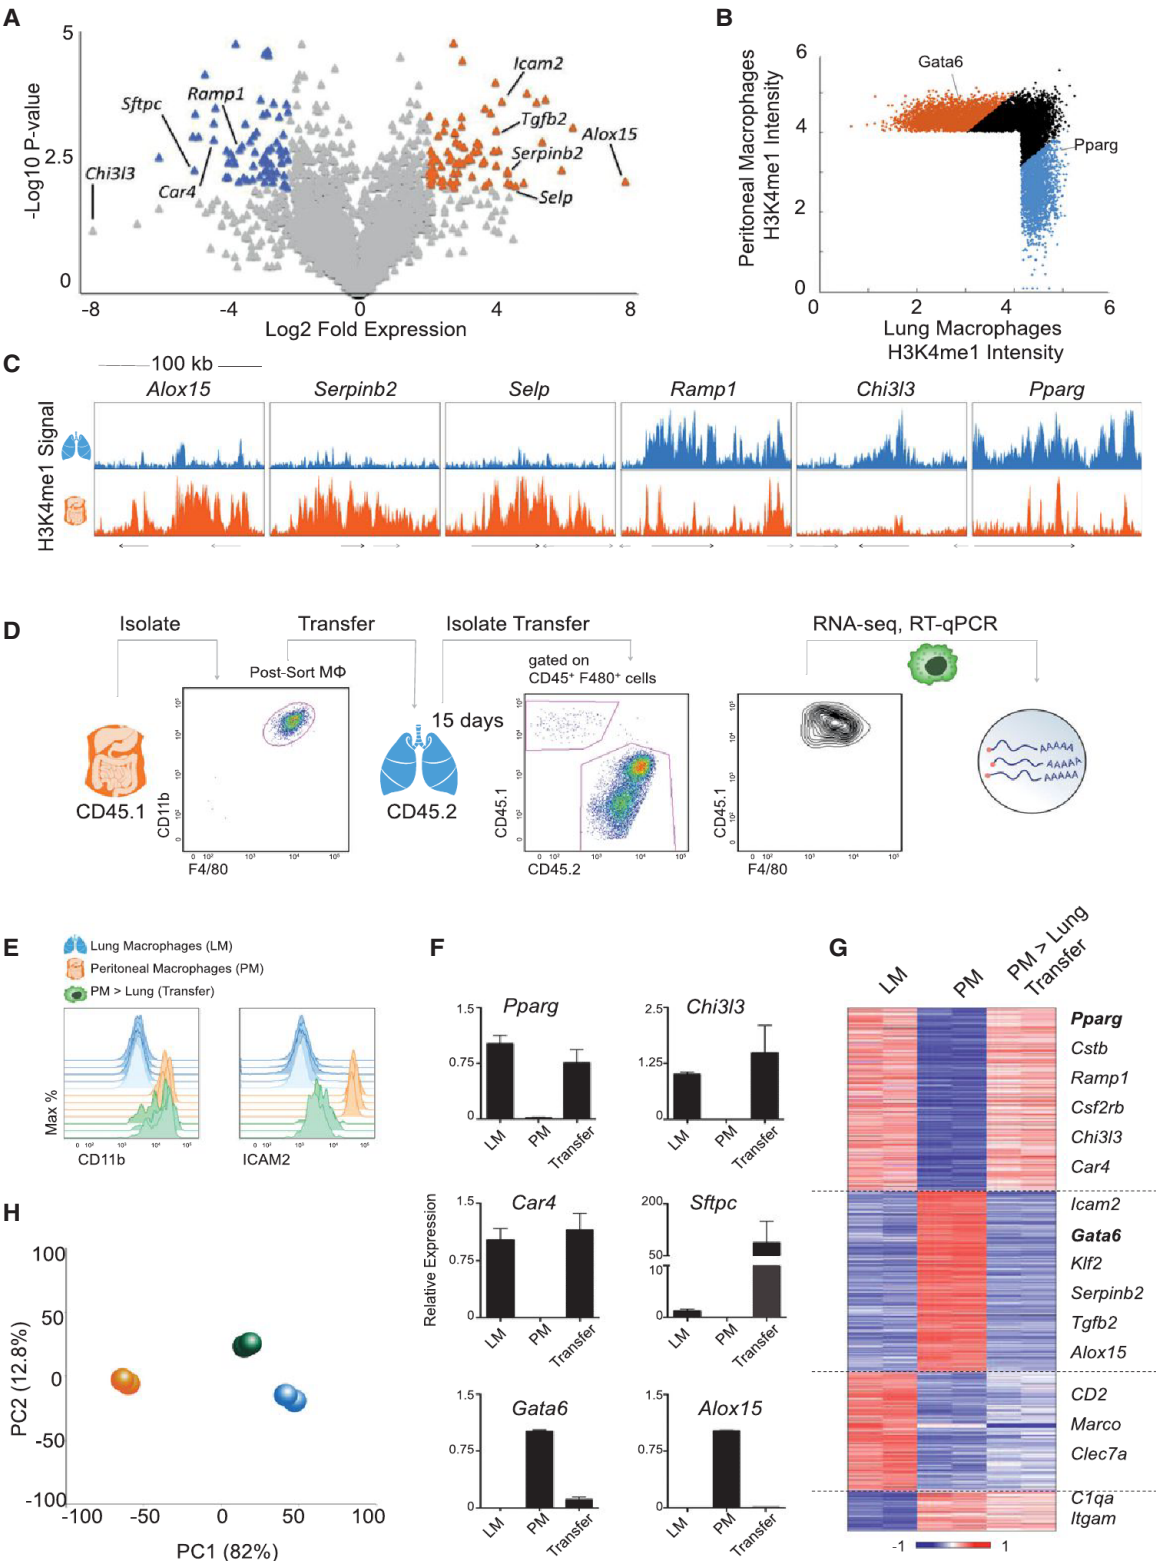 A
5
2.5
0
-Log10 P-value
-8
-4
0
4
8
Log2 Fold Expression
Sftpc
Ramp1
Chi3l3
Car4
Icam2
Tgfb2
Alox15
Serpinb2
Selp
B
6
4
2
0
Peritoneal Macrophages
H3K4me1 Intensity
Gata6
Pparg
0
2
4
6
Lung Macrophages
H3K4me1 Intensity
C
100 kb
Alox15
Serpinb2
Selp
Ramp1
Chi3l3
Pparg
H3K4me1 Signal
D
Isolate
Transfer
Isolate Transfer
RNA-seq, RT-qPCR
Post-Sort MΦ
gated on
CD45+ F480+ cells
15 days
CD45.1
CD11b
F4/80
CD45.2
CD45.1
CD45.2
CD45.1
F4/80
AAAAA
AAAAA
AAAAA
E
Lung Macrophages (LM)
Peritoneal Macrophages (PM)
PM > Lung (Transfer)
Max %
CD11b
ICAM2
F
Relative Expression
Pparg
1.5
0.75
0
LM
PM
Transfer
Chi3l3
2.5
1.25
0
LM
PM
Transfer
Car4
1.5
0.75
0
LM
PM
Transfer
Sftpc
200
50
10
0
LM
PM
Transfer
Gata6
1.5
0.75
0
LM
PM
Transfer
Alox15
1.5
0.75
0
LM
PM
Transfer
G
LM
PM
PM > Lung
Transfer
Pparg
Cstb
Ramp1
Csf2rb
Chi3l3
Car4
Icam2
Gata6
Klf2
Serpinb2
Tgfb2
Alox15
CD2
Marco
Clec7a
C1qa
Itgam
-1
1
H
100
50
0
-50
-100
PC2 (12.8%)
-100
-50
0
50
100
PC1 (82%)